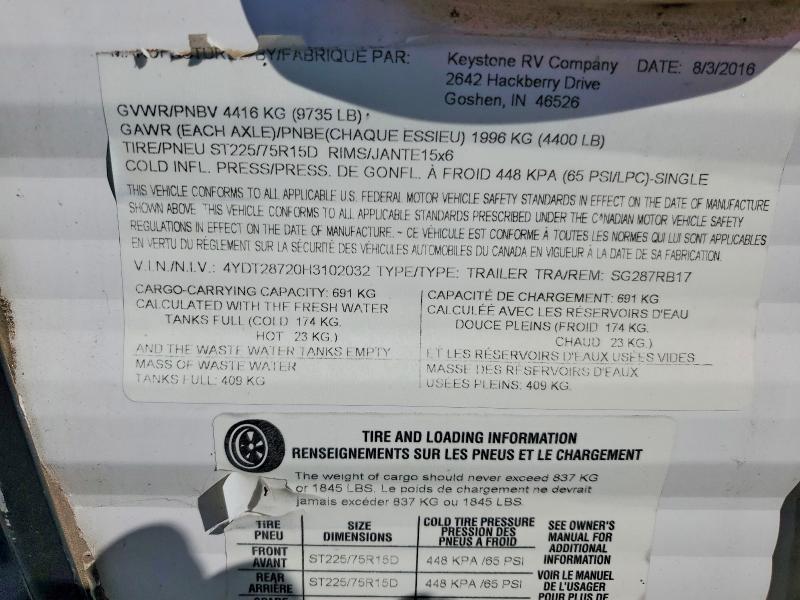 BY/FABRIQUÉ PAR: Keystone RV Company DATE: 8/3/2016
2642 Hackberry Drive
Goshen, IN 46526
GVWR/PNBV 4416 KG (9735 LB)
GAWR (EACH AXLE)/PNBE(CHAQUE ESSIEU) 1996 KG (4400 LB)
TIRE/PNEU ST225/75R15D RIMS/JANTE15x6
COLD INFL. PRESS/PRESS. DE GONFL. À FROID 448 KPA (65 PSI/LPC)-SINGLE
THIS VEHICLE CONFORMS TO ALL APPLICABLE U.S. FEDERAL MOTOR VEHICLE SAFETY STANDARDS IN EFFECT ON THE DATE OF MANUFACTURE
SHOWN ABOVE. THIS VEHICLE CONFORMS TO ALL APPLICABLE STANDARDS PRESCRIBED UNDER THE CANADIAN MOTOR VEHICLE SAFETY
REGULATIONS IN EFFECT ON THE DATE OF MANUFACTURE. ~ CE VÉHICULE EST CONFORME À TOUTES LES NORMES QUI LUI SONT APPLICABLES
EN VERTU DU RÈGLEMENT SUR LA SÉCURITÉ DES VÉHICULES AUTOMOBILES DU CANADA EN VIGUEUR À LA DATE DE SA FABRICATION.
V.I.N./N.I.V.: 4YDT28720H3102032 TYPE/TYPE: TRAILER TRA/REM: SG287RB17
CARGO-CARRYING CAPACITY: 691 KG
CALCULATED WITH THE FRESH WATER
TANKS FULL (COLD 174 KG.
HOT 23 KG.)
AND THE WASTE WATER TANKS EMPTY
MASS OF WASTE WATER
TANKS FULL: 409 KG
CAPACITÉ DE CHARGEMENT: 691 KG
CALCULÉE AVEC LES RÉSERVOIRS D'EAU
DOUCE PLEINS (FROID 174 KG.
CHAUD 23 KG.)
ET LES RÉSERVOIRS D'EAUX USÉES VIDES
MASSE DES RÉSERVOIRS D'EAUX
USÉES PLEINS: 409 KG.
TIRE AND LOADING INFORMATION
RENSEIGNEMENTS SUR LES PNEUS ET LE CHARGEMENT
The weight of cargo should never exceed 837 KG
or 1845 LBS. Le poids de chargement ne devrait
jamais excéder 837 KG ou 1845 LBS.
TIRE
PNEU
SIZE
DIMENSIONS
COLD TIRE PRESSURE
PRESSION DES
PNEUS A FROID
SEE OWNER'S
MANUAL FOR
ADDITIONAL
INFORMATION
FRONT
AVANT
ST225/75R15D
448 KPA /65 PSI
REAR
ARRIÈRE
ST225/75R15D
448 KPA /65 PSI
VOIR LE MANUEL
DE L'USAGER
POUR PLUS DE